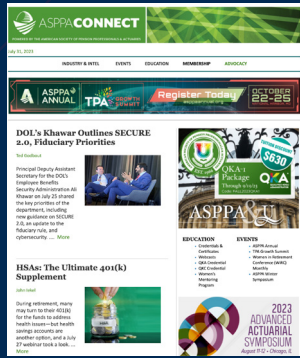 ASPPA CONNECT
POWERED BY THE AMERICAN SOCIETY OF PENSION PROFESSIONALS & ACTUARIES
July 31, 2023
INDUSTRY & INTEL EVENTS EDUCATION MEMBERSHIP ADVOCACY
ASPPA ANNUAL
TPA GROWTH SUMMIT
Register Today
OCTOBER
22-25
DOL's Khawar Outlines SECURE
2.0, Fiduciary Priorities
Ted Godbout
Principal Deputy Assistant
Secretary for the DOL's
Employee Benefits
Security Administration Ali
Khawar on July 25 shared
the key priorities of the
department, including
new guidance on SECURE
2.0, an update to the
fiduciary rule, and
cybersecurity. ... More
HSAs: The Ultimate 401(k)
Supplement
John Iekel
During retirement, many
may turn to their 401(k)
for the funds to address
health issues—but health
savings accounts are
another option, and a July
27 webinar took a look. ...
More
$630
QKA-1
Package
QKA
ASPPA U
EDUCATION
• Credentials &
Certificates
• Webcasts
• QKA Credential
• QKC Credential
• Women's
Mentoring
Program
EVENTS
• ASPPA Annual
• TPA Growth Summit
• Women in Retirement
Conference (WiRC)
Monthly
• ASPPA Winter
Symposium
2023
ADVANCED
ACTUARIAL
SYMPOSIUM
August 11-12 • Chicago, IL